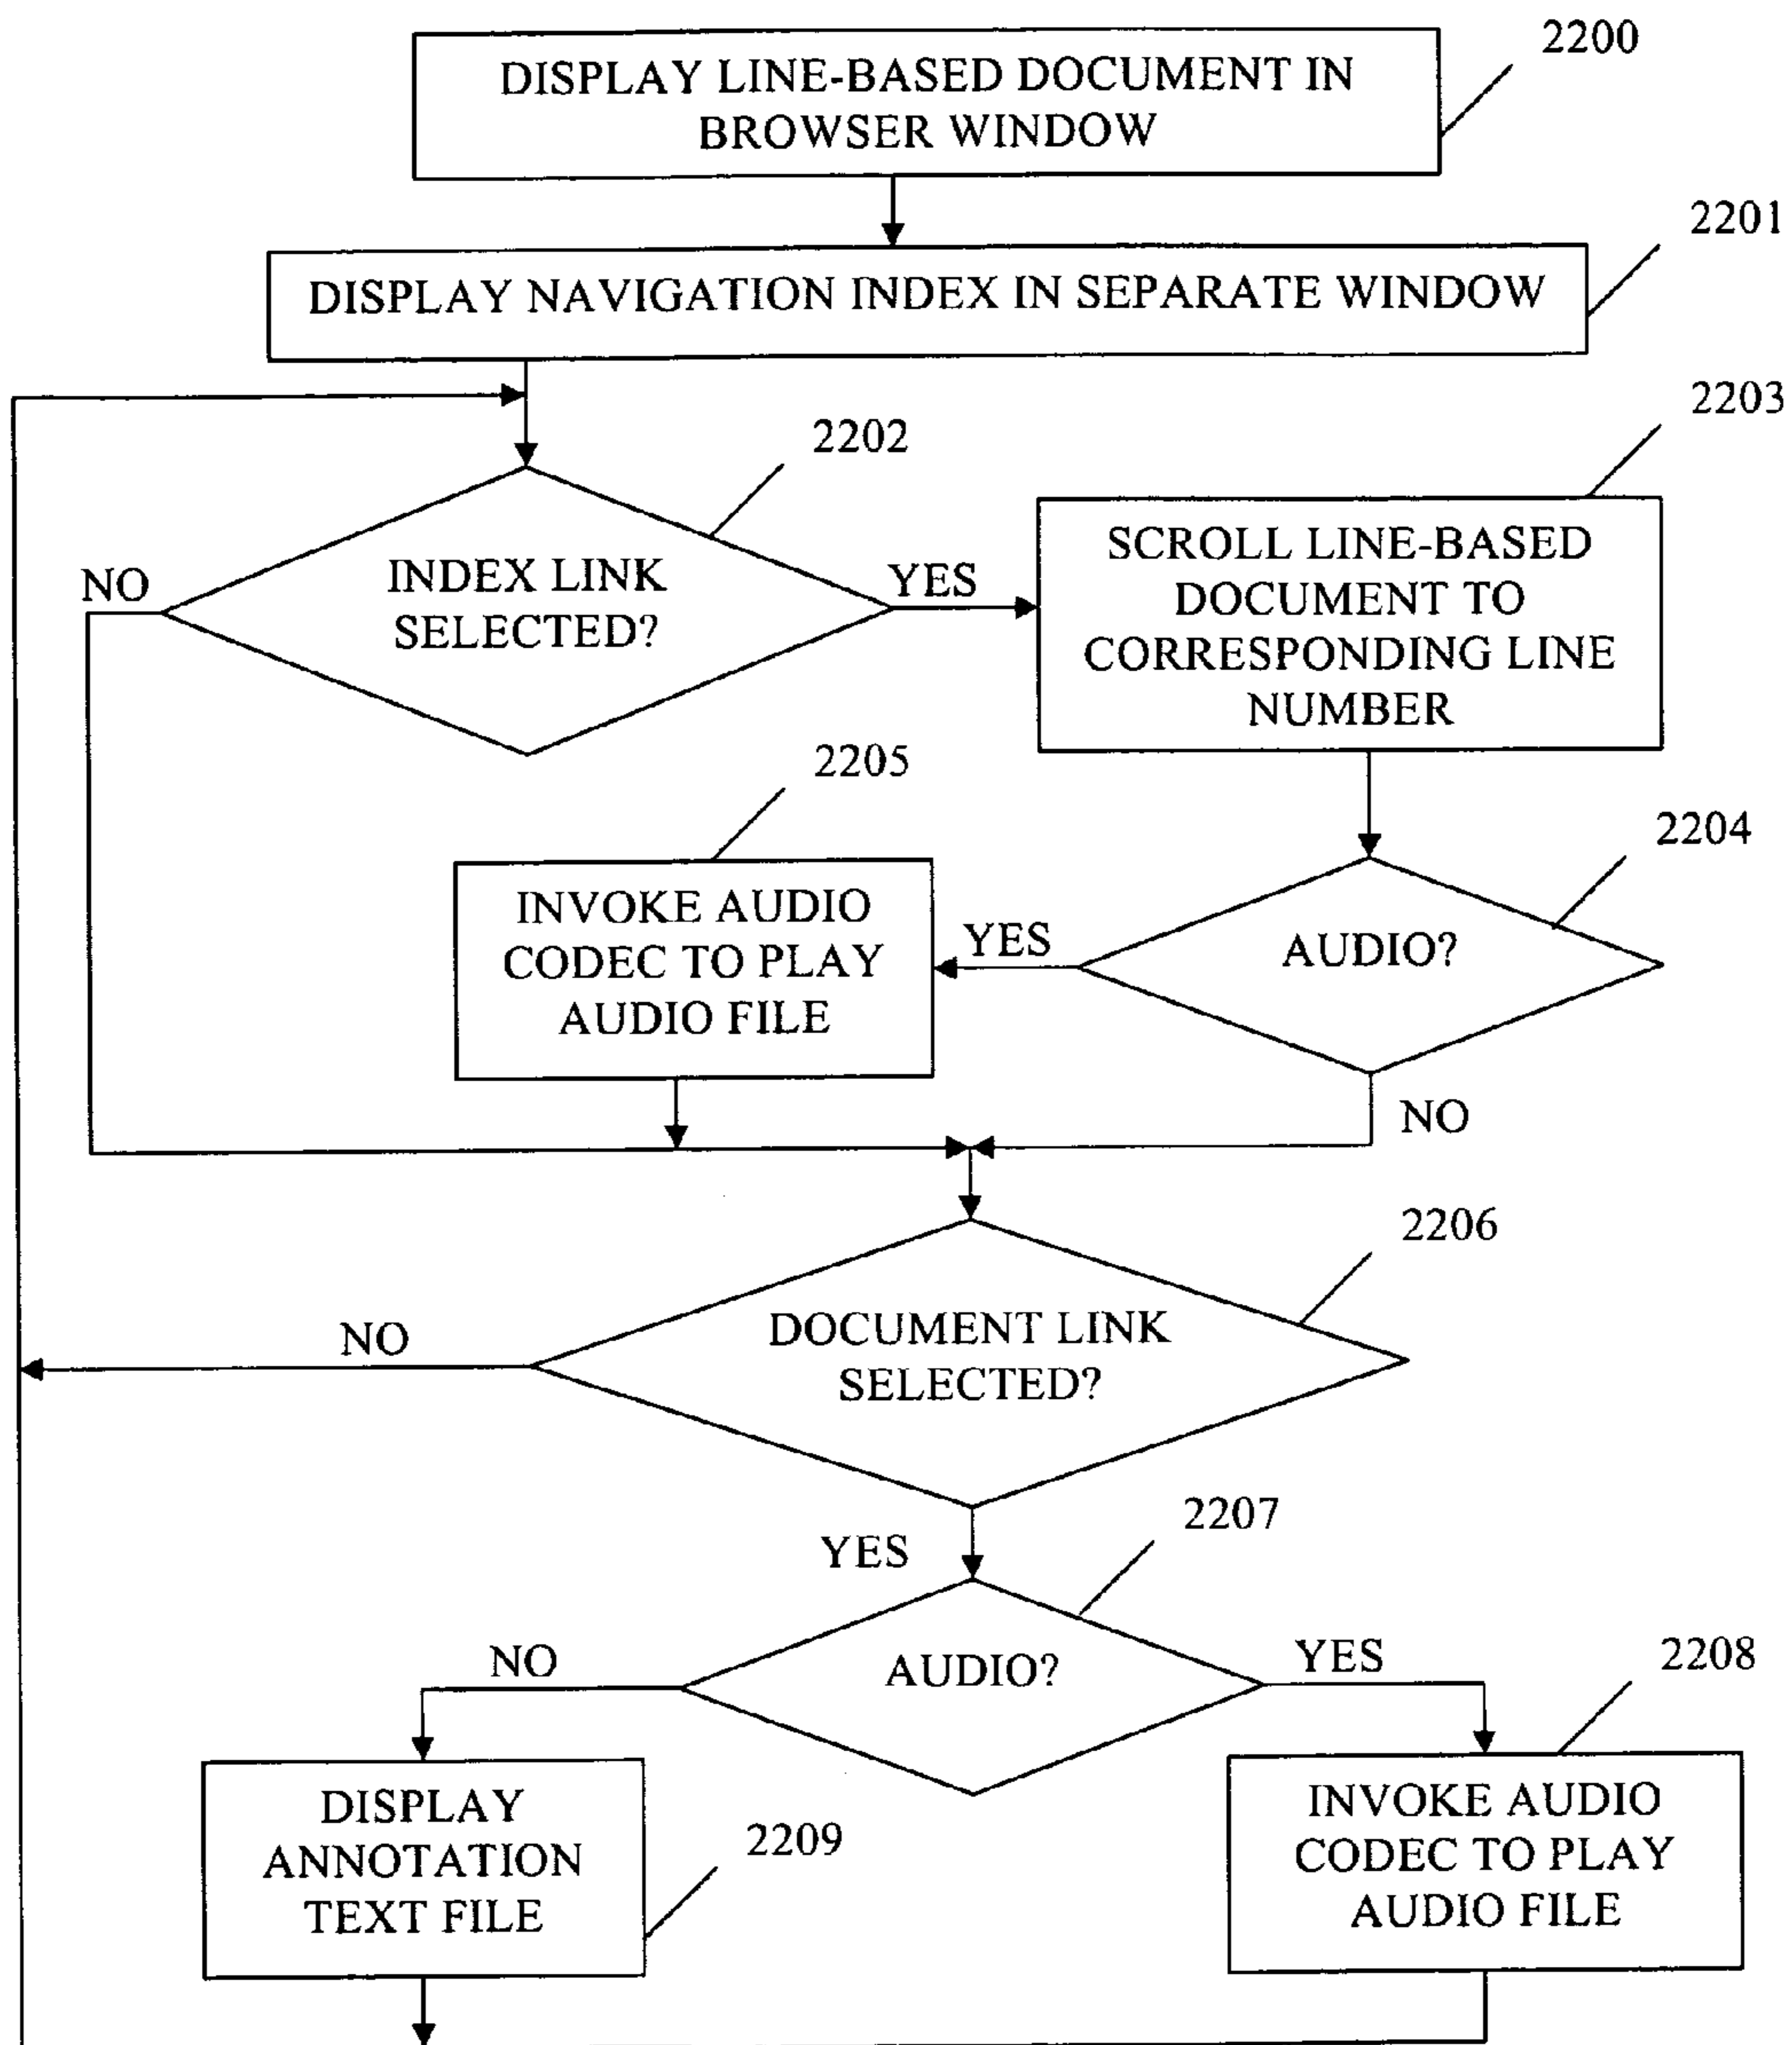 2200
DISPLAY LINE-BASED DOCUMENT IN
BROWSER WINDOW
2201
DISPLAY NAVIGATION INDEX IN SEPARATE WINDOW
2203
2202
INDEX LINK
SELECTED?
NO
YES
SCROLL LINE-BASED
DOCUMENT TO
CORRESPONDING LINE
NUMBER
2205
2204
INVOKE AUDIO
CODEC TO PLAY
AUDIO FILE
YES
AUDIO?
NO
2206
DOCUMENT LINK
SELECTED?
NO
YES
2207
AUDIO?
NO
YES
2208
DISPLAY
ANNOTATION
TEXT FILE
2209
INVOKE AUDIO
CODEC TO PLAY
AUDIO FILE